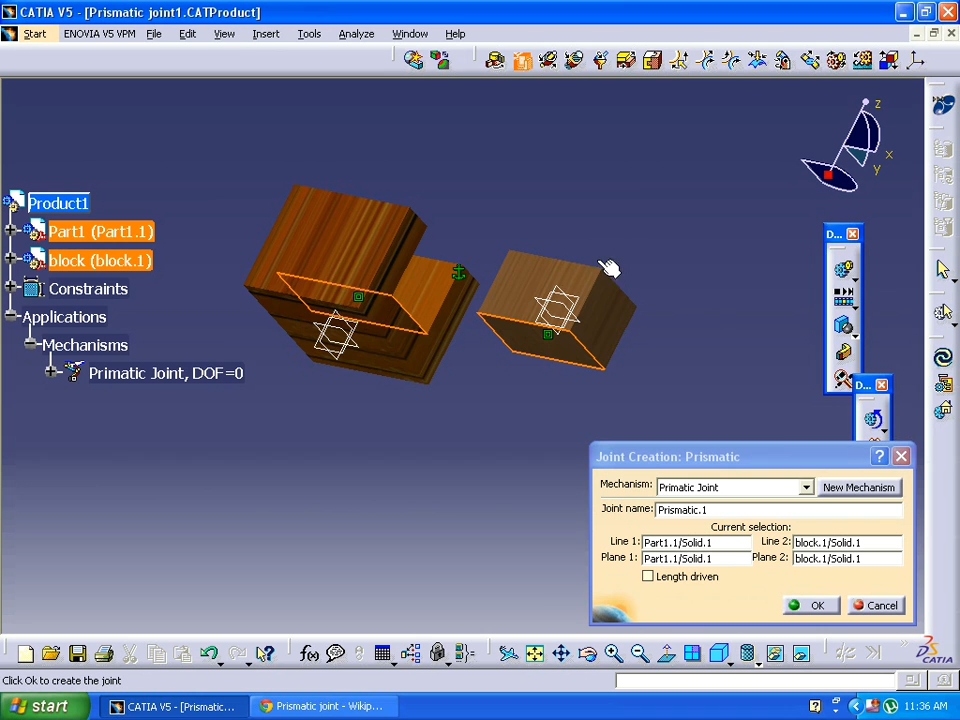 CATIA V5 - [Prismatic joint1.CATProduct]
Start ENOVIA V5 VPM File Edit View Insert Tools Analyze Window Help
z
x
y
Product1
Part1 (Part1.1)
block (block.1)
Constraints
Applications
Mechanisms
Primatic Joint, DOF=0
D...
D...
Joint Creation: Prismatic
Mechanism: Primatic Joint New Mechanism
Joint name: Prismatic.1
Current selection:
Line 1: Part1.1/Solid.1 Line 2: block.1/Solid.1
Plane 1: Part1.1/Solid.1 Plane 2: block.1/Solid.1
Length driven
OK Cancel
f(x)
CATIA
Click Ok to create the joint
start CATIA V5 - [Prismatic... Prismatic joint - Wikip... 11:36 AM